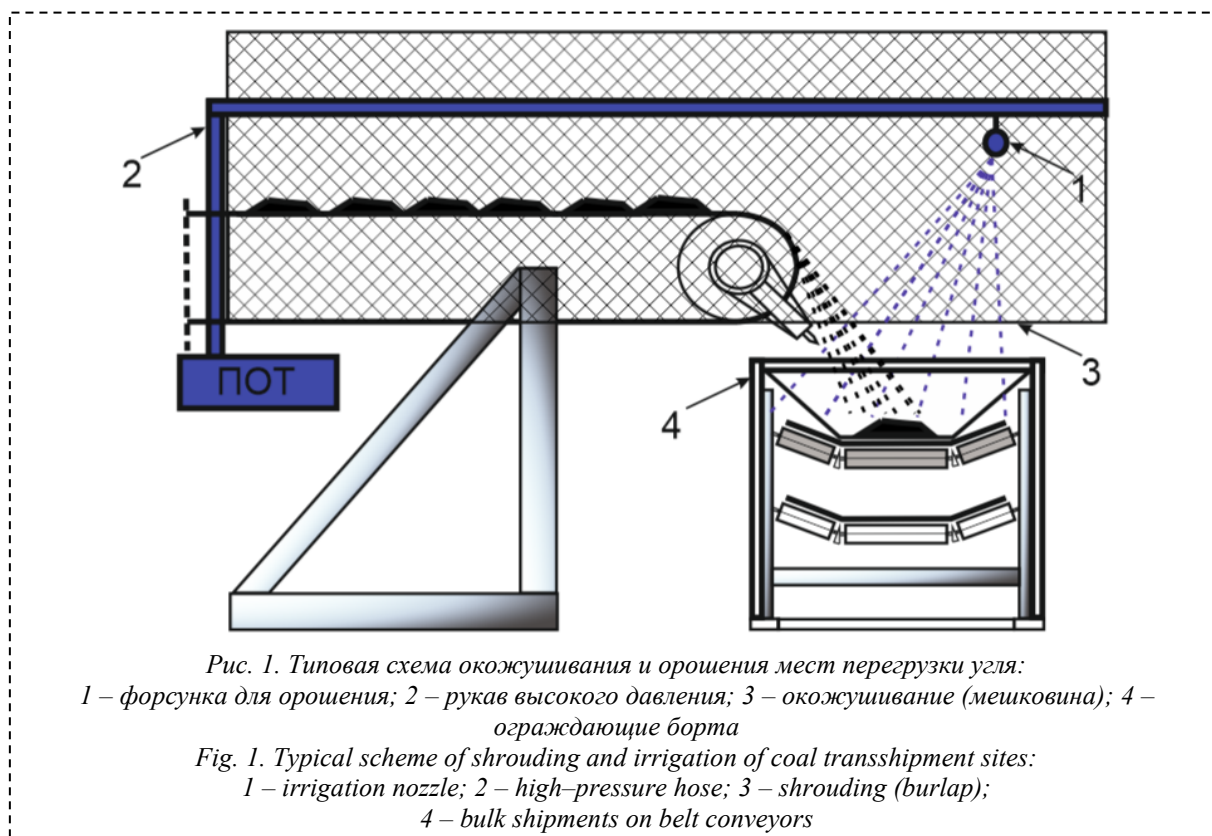 2
1
ПОТ
3
4
Рис. 1. Типовая схема окожушивания и орошения мест перегрузки угля:
1 – форсунка для орошения; 2 – рукав высокого давления; 3 – окожушивание (мешковина); 4 –
ограждающие борта
Fig. 1. Typical scheme of shrouding and irrigation of coal transshipment sites:
1 – irrigation nozzle; 2 – high–pressure hose; 3 – shrouding (burlap);
4 – bulk shipments on belt conveyors